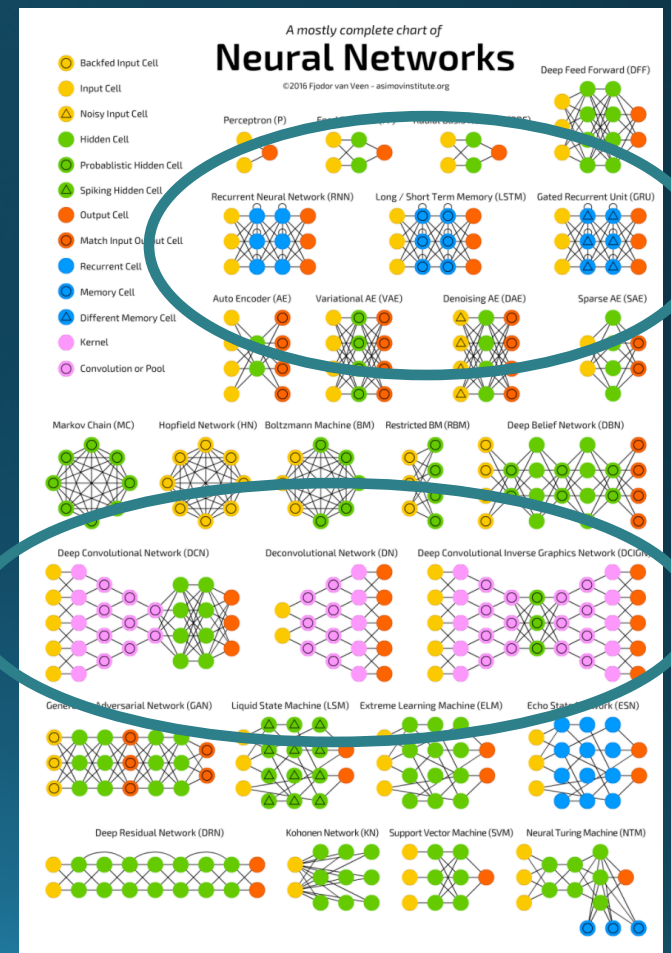 A mostly complete chart of
Neural Networks
©2016 Fjodor van Veen - asimovinstitute.org
Backfed Input Cell
Input Cell
Noisy Input Cell
Hidden Cell
Probablistic Hidden Cell
Spiking Hidden Cell
Output Cell
Match Input Output Cell
Recurrent Cell
Memory Cell
Different Memory Cell
Kernel
Convolution or Pool
Deep Feed Forward (DFF)
Perceptron (P)
Recurrent Neural Network (RNN)
Long / Short Term Memory (LSTM)
Gated Recurrent Unit (GRU)
Auto Encoder (AE)
Variational AE (VAE)
Denoising AE (DAE)
Sparse AE (SAE)
Markov Chain (MC)
Hopfield Network (HN)
Boltzmann Machine (BM)
Restricted BM (RBM)
Deep Belief Network (DBN)
Deep Convolutional Network (DCN)
Deconvolutional Network (DN)
Deep Convolutional Inverse Graphics Network (DCIGN)
Adversarial Network (GAN)
Liquid State Machine (LSM)
Extreme Learning Machine (ELM)
Echo State Network (ESN)
Deep Residual Network (DRN)
Kohonen Network (KN)
Support Vector Machine (SVM)
Neural Turing Machine (NTM)